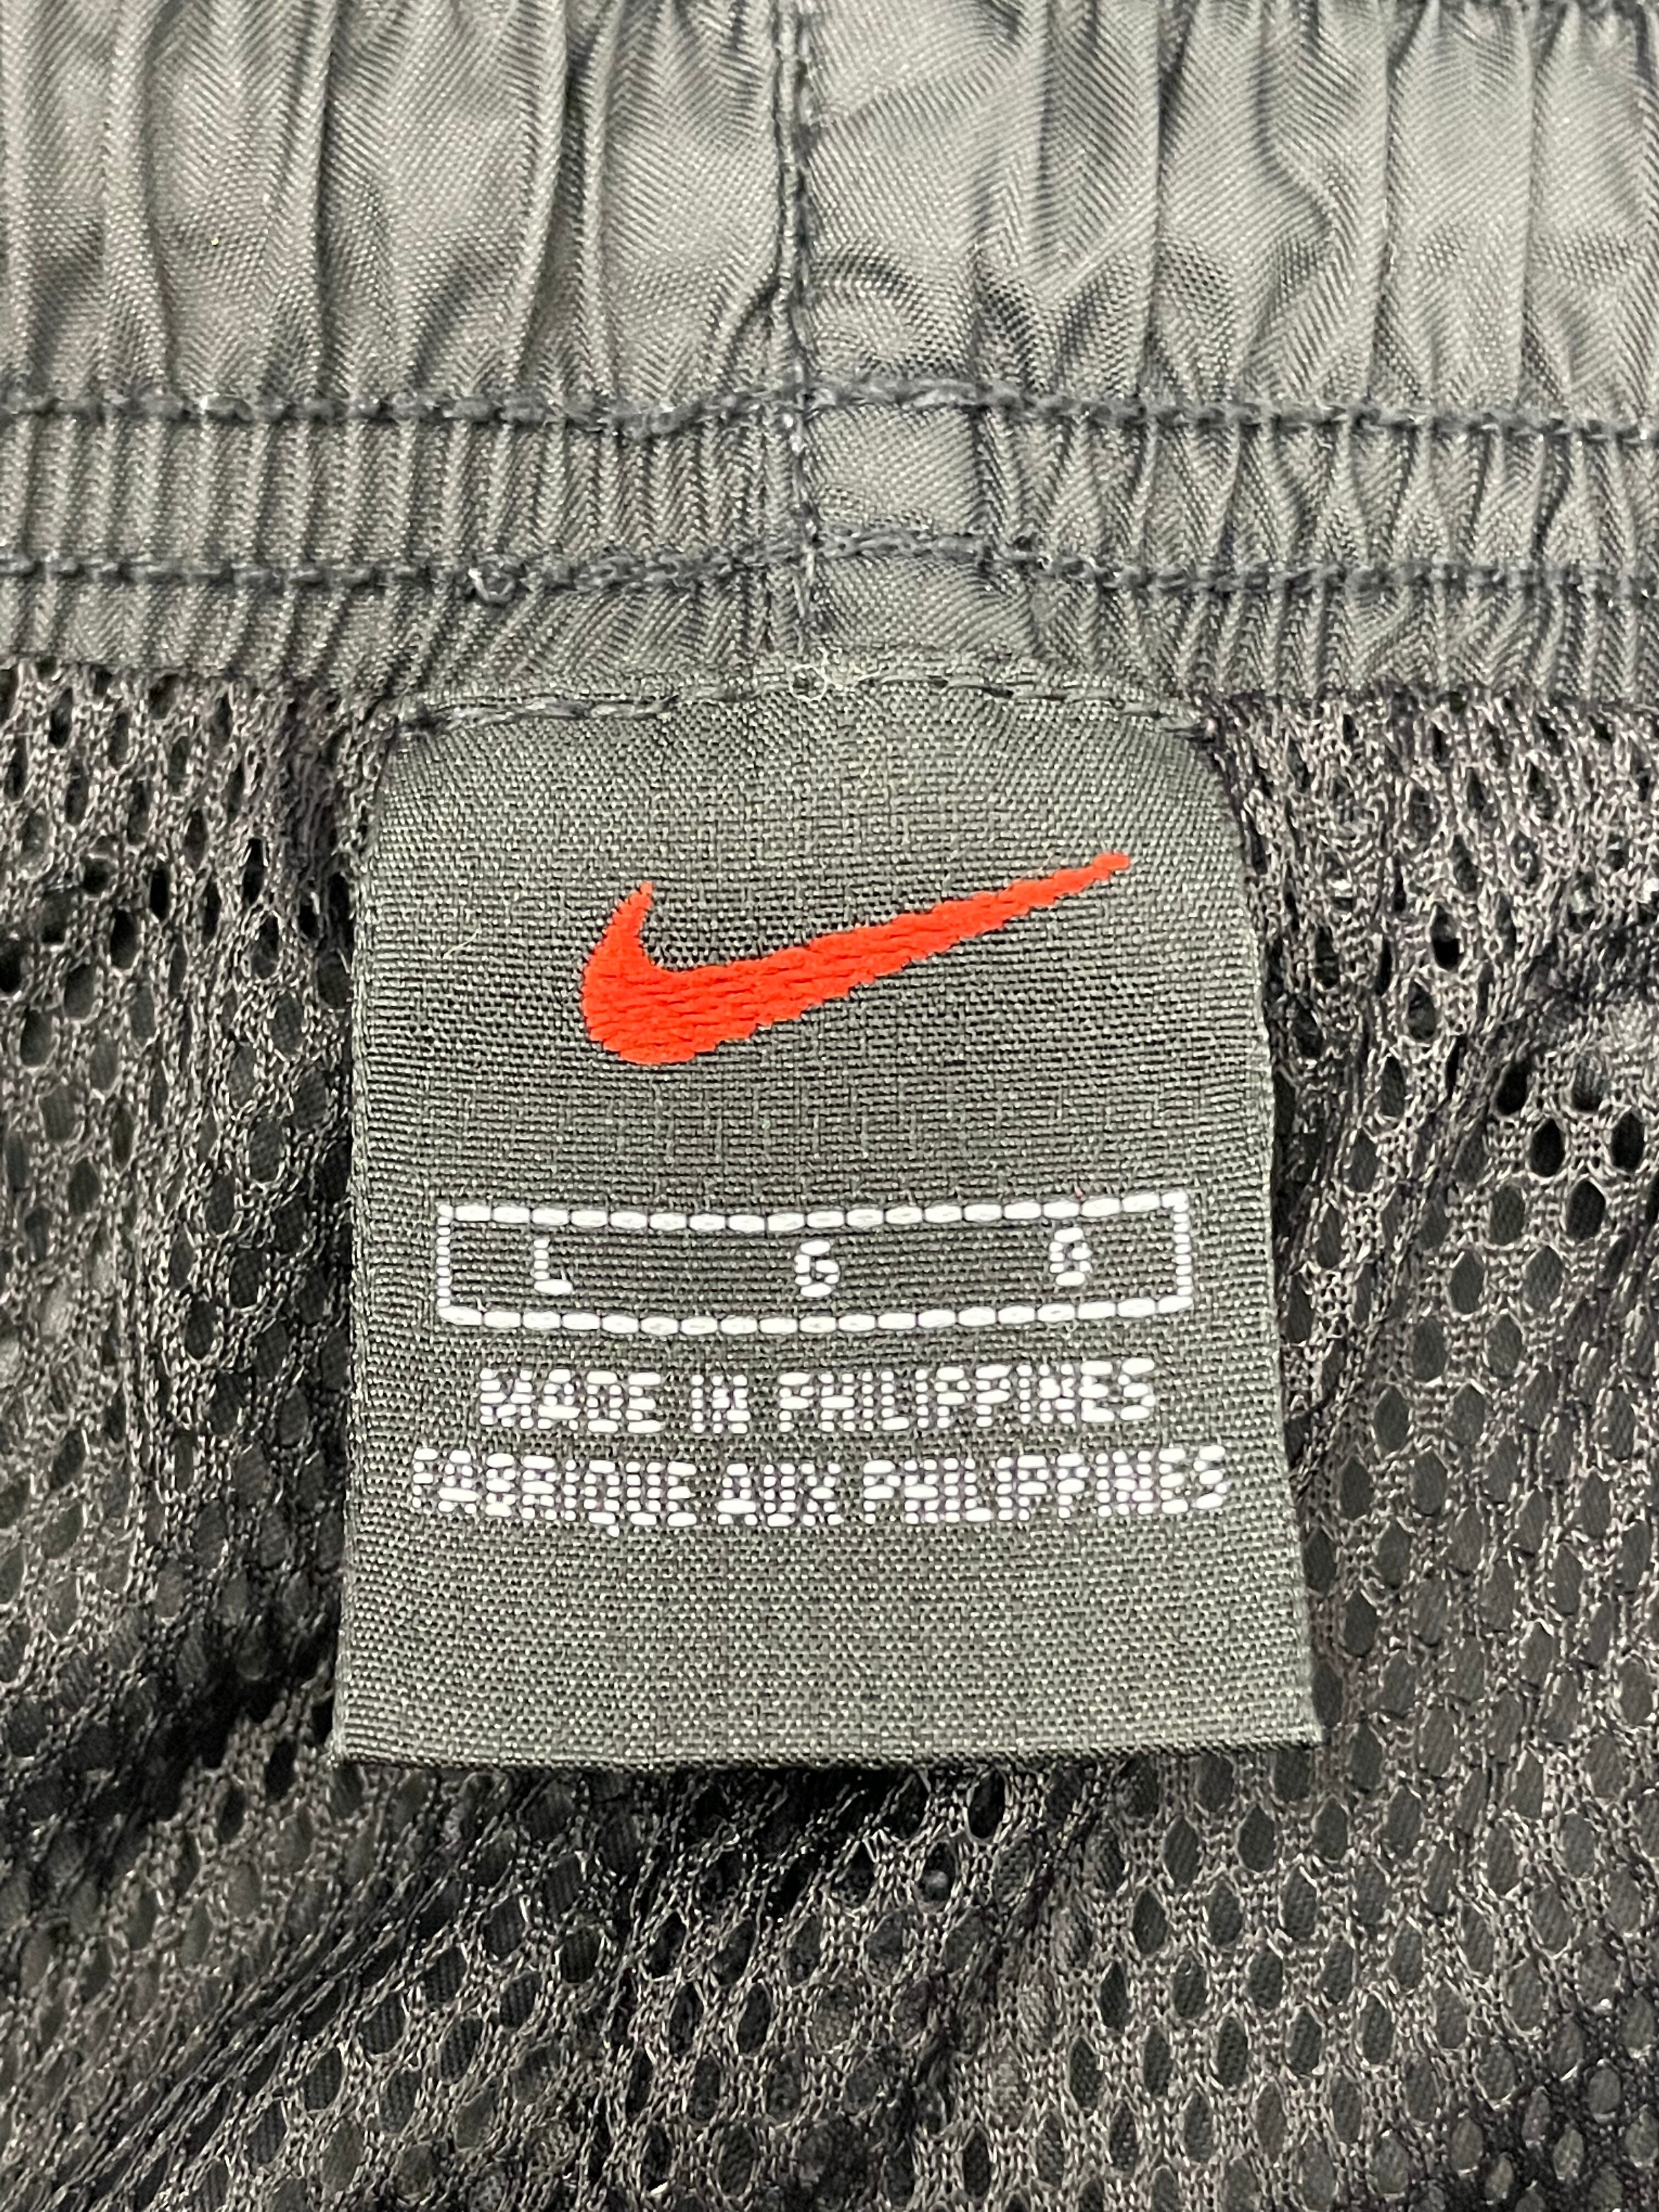 L G G
MADE IN PHILIPPINES
FABRIQUE AUX PHILIPPINES